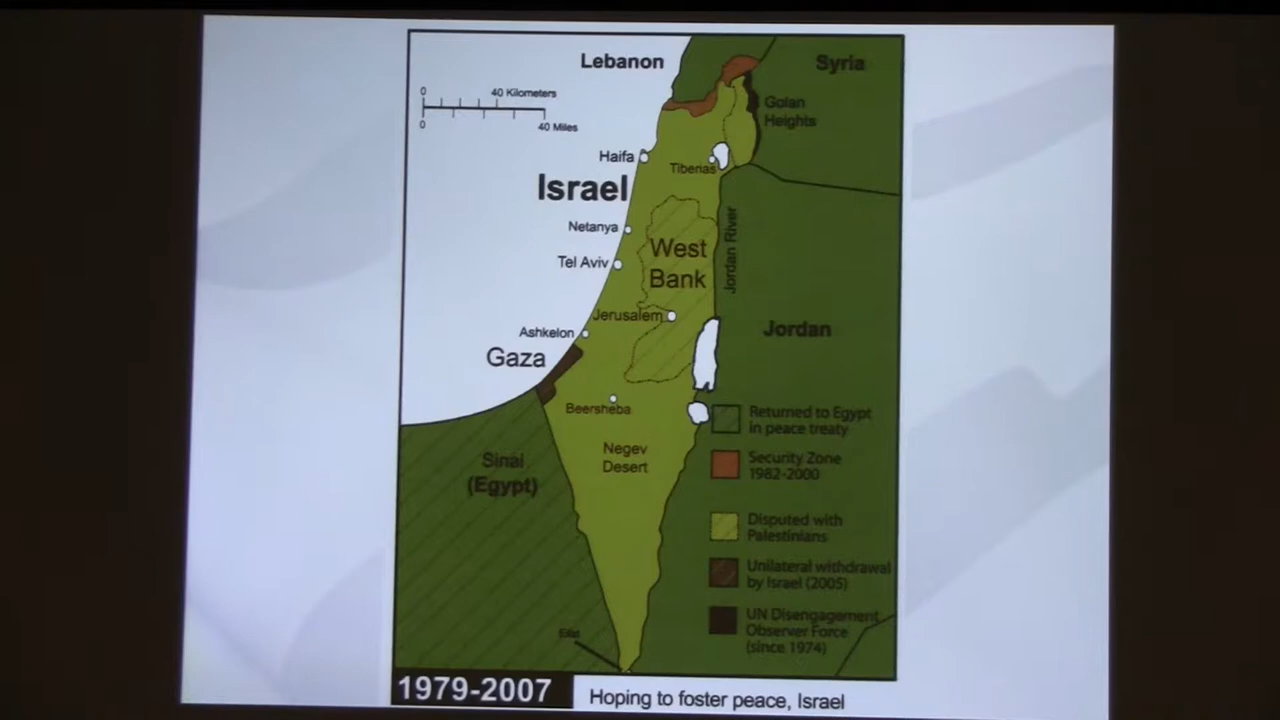 Lebanon
Syria
0 40 Kilometers
0 40 Miles
Golan
Heights
Haifa
Tiberias
Israel
Netanya
West
Bank
Jordan River
Tel Aviv
Jerusalem
Ashkelon
Jordan
Gaza
Beersheba
Negev
Desert
Sinai
(Egypt)
Returned to Egypt
in peace treaty
Security Zone
1982-2000
Disputed with
Palestinians
Unilateral withdrawal
by Israel (2005)
UN Disengagement
Observer Force
(since 1974)
Eilat
1979-2007
Hoping to foster peace, Israel